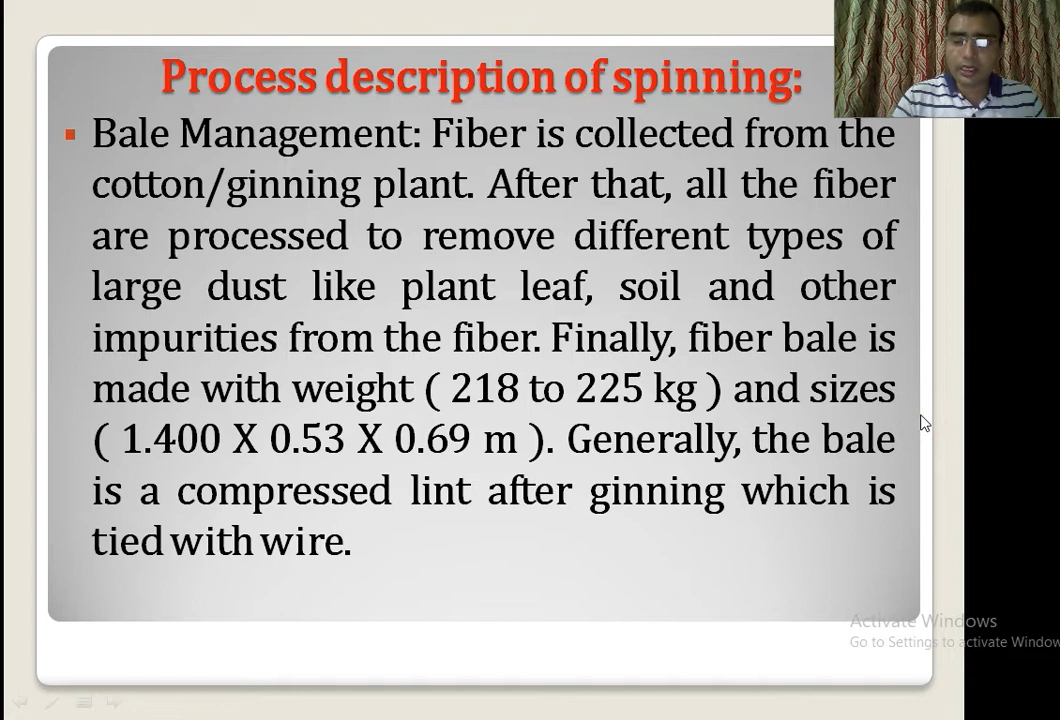 Process description of spinning:
▪ Bale Management: Fiber is collected from the
cotton/ginning plant. After that, all the fiber
are processed to remove different types of
large dust like plant leaf, soil and other
impurities from the fiber. Finally, fiber bale is
made with weight ( 218 to 225 kg ) and sizes
( 1.400 X 0.53 X 0.69 m ). Generally, the bale
is a compressed lint after ginning which is
tied with wire.
Activate Windows
Go to Settings to activate Window